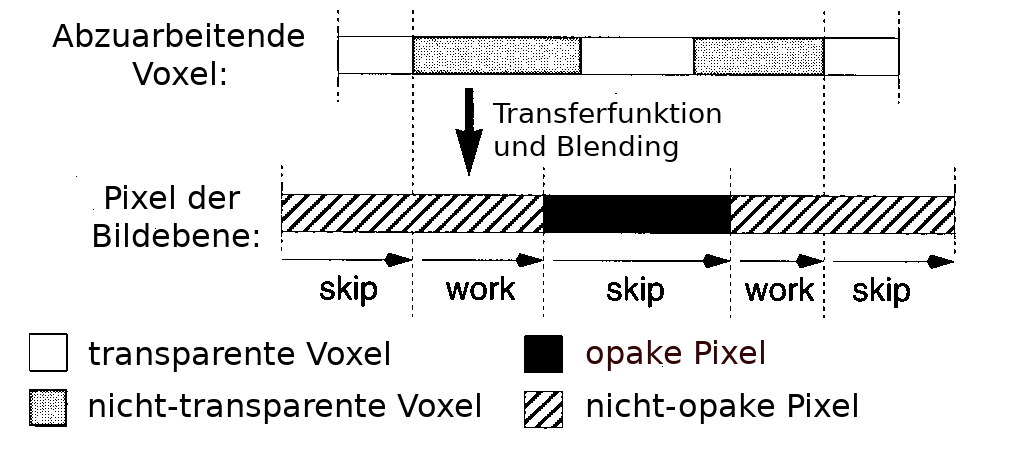 Abzuarbeitende
Voxel:
Transferfunktion
und Blending
Pixel der
Bildebene:
skip work skip work skip
transparente Voxel opake Pixel
nicht-transparente Voxel nicht-opake Pixel